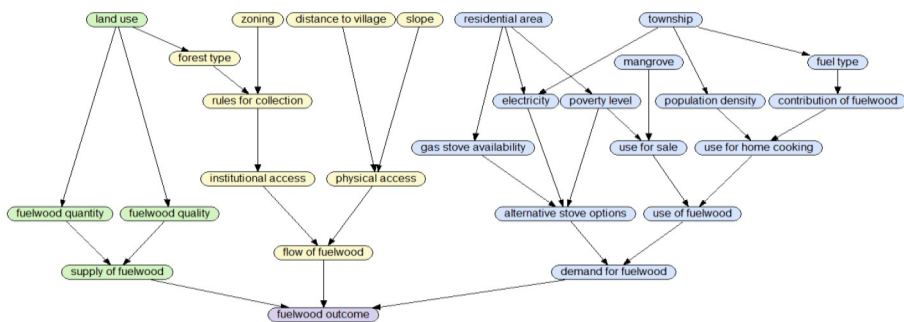 land use
zoning
distance to village
slope
residential area
township
forest type
mangrove
fuel type
rules for collection
electricity
poverty level
population density
contribution of fuelwood
gas stove availability
use for sale
use for home cooking
institutional access
physical access
fuelwood quantity
fuelwood quality
alternative stove options
use of fuelwood
flow of fuelwood
supply of fuelwood
demand for fuelwood
fuelwood outcome